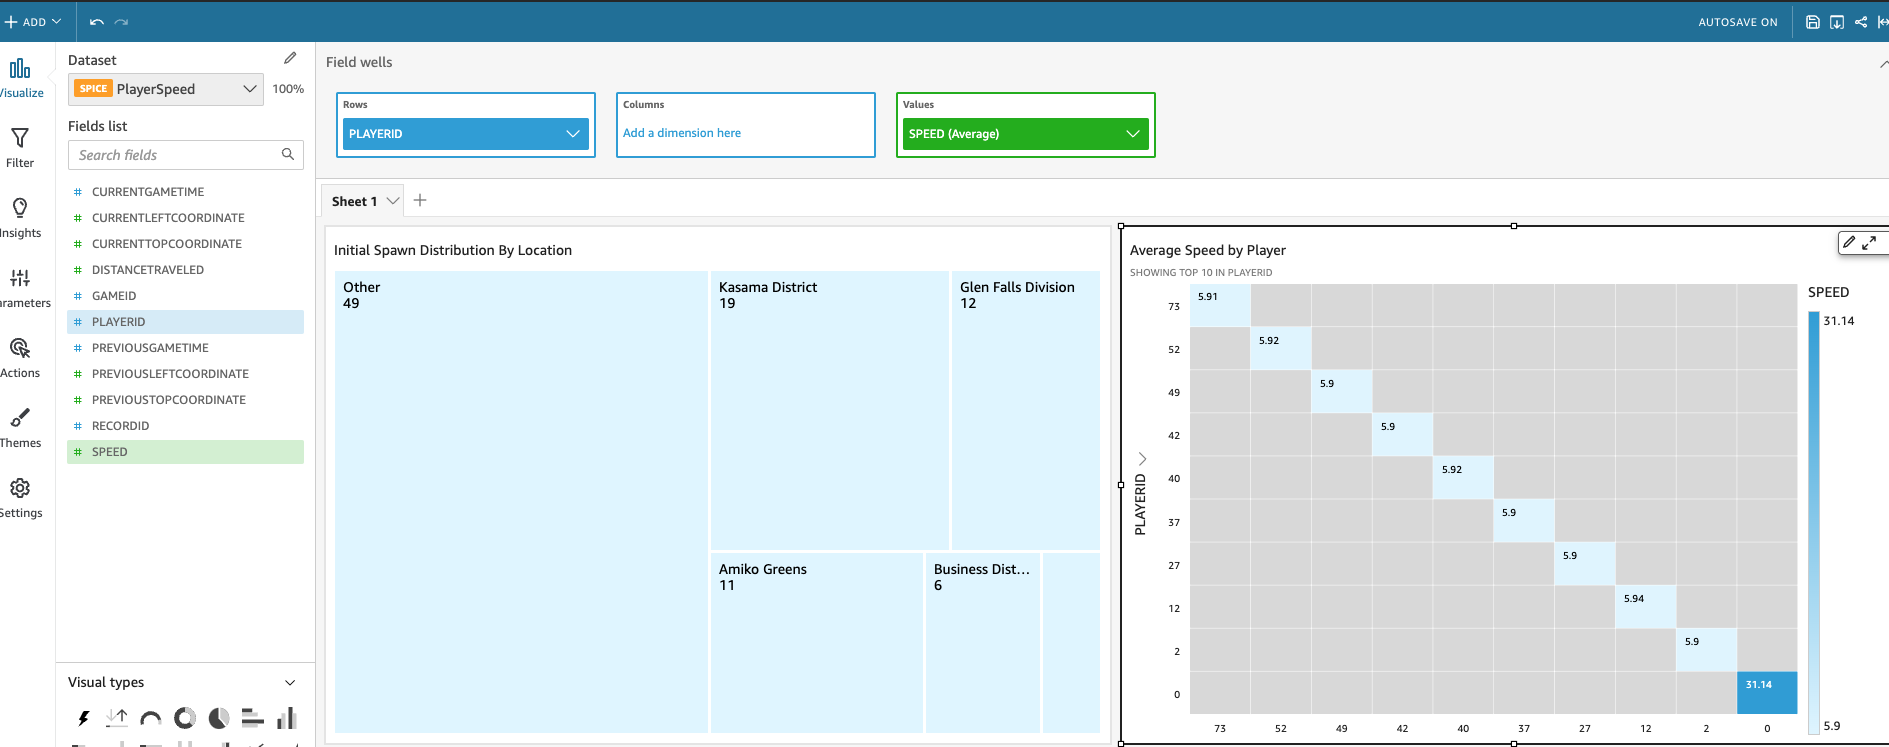 ADD
AUTOSAVE ON
Visualize
Filter
Insights
Parameters
Actions
Themes
Settings
Dataset
SPICE PlayerSpeed 100%
Fields list
Search fields
# CURRENTGAMETIME
# CURRENTLEFTCOORDINATE
# CURRENTTOPCOORDINATE
# DISTANCETRAVELED
# GAMEID
# PLAYERID
# PREVIOUSGAMETIME
# PREVIOUSLEFTCOORDINATE
# PREVIOUSTOPCOORDINATE
# RECORDID
# SPEED
Visual types
Field wells
Rows
PLAYERID
Columns
Add a dimension here
Values
SPEED (Average)
Sheet 1
Initial Spawn Distribution By Location
Other
49
Kasama District
19
Glen Falls Division
12
Amiko Greens
11
Business Dist...
6
Average Speed by Player
SHOWING TOP 10 IN PLAYERID
PLAYERID
73 5.91
52 5.92
49 5.9
42 5.9
40 5.92
37 5.9
27 5.9
12 5.94
2 5.9
0 31.14
73 52 49 42 40 37 27 12 2 0
SPEED
31.14
5.9